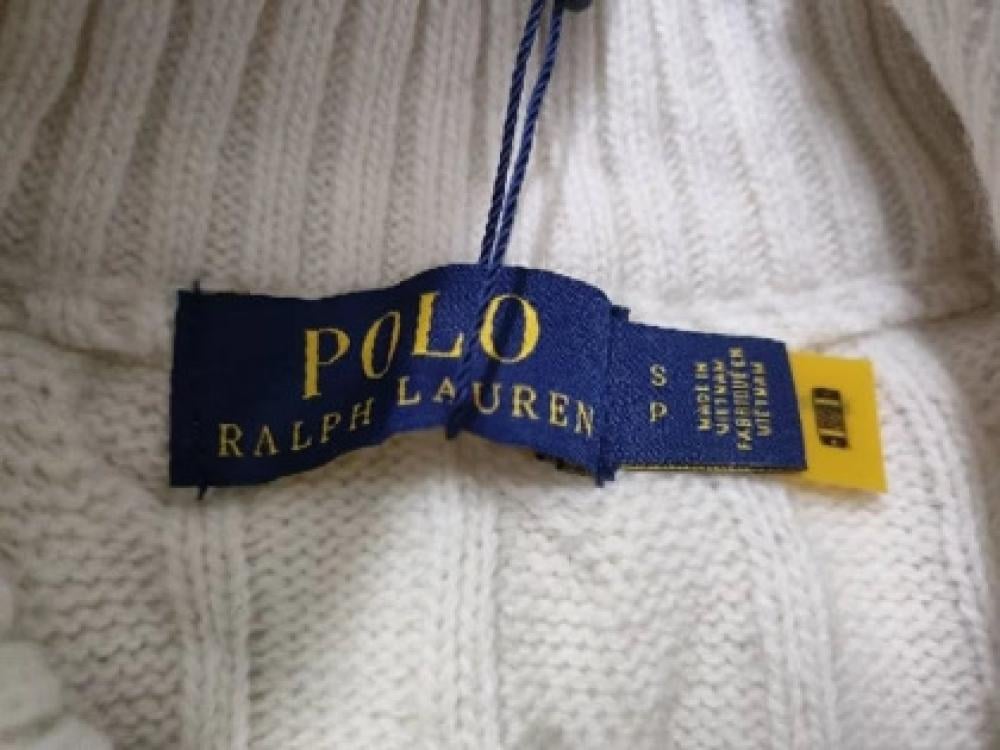 POLO
RALPH LAUREN
S
P
MADE IN
VIETNAM
FABRIQUÉ EN
VIETNAM